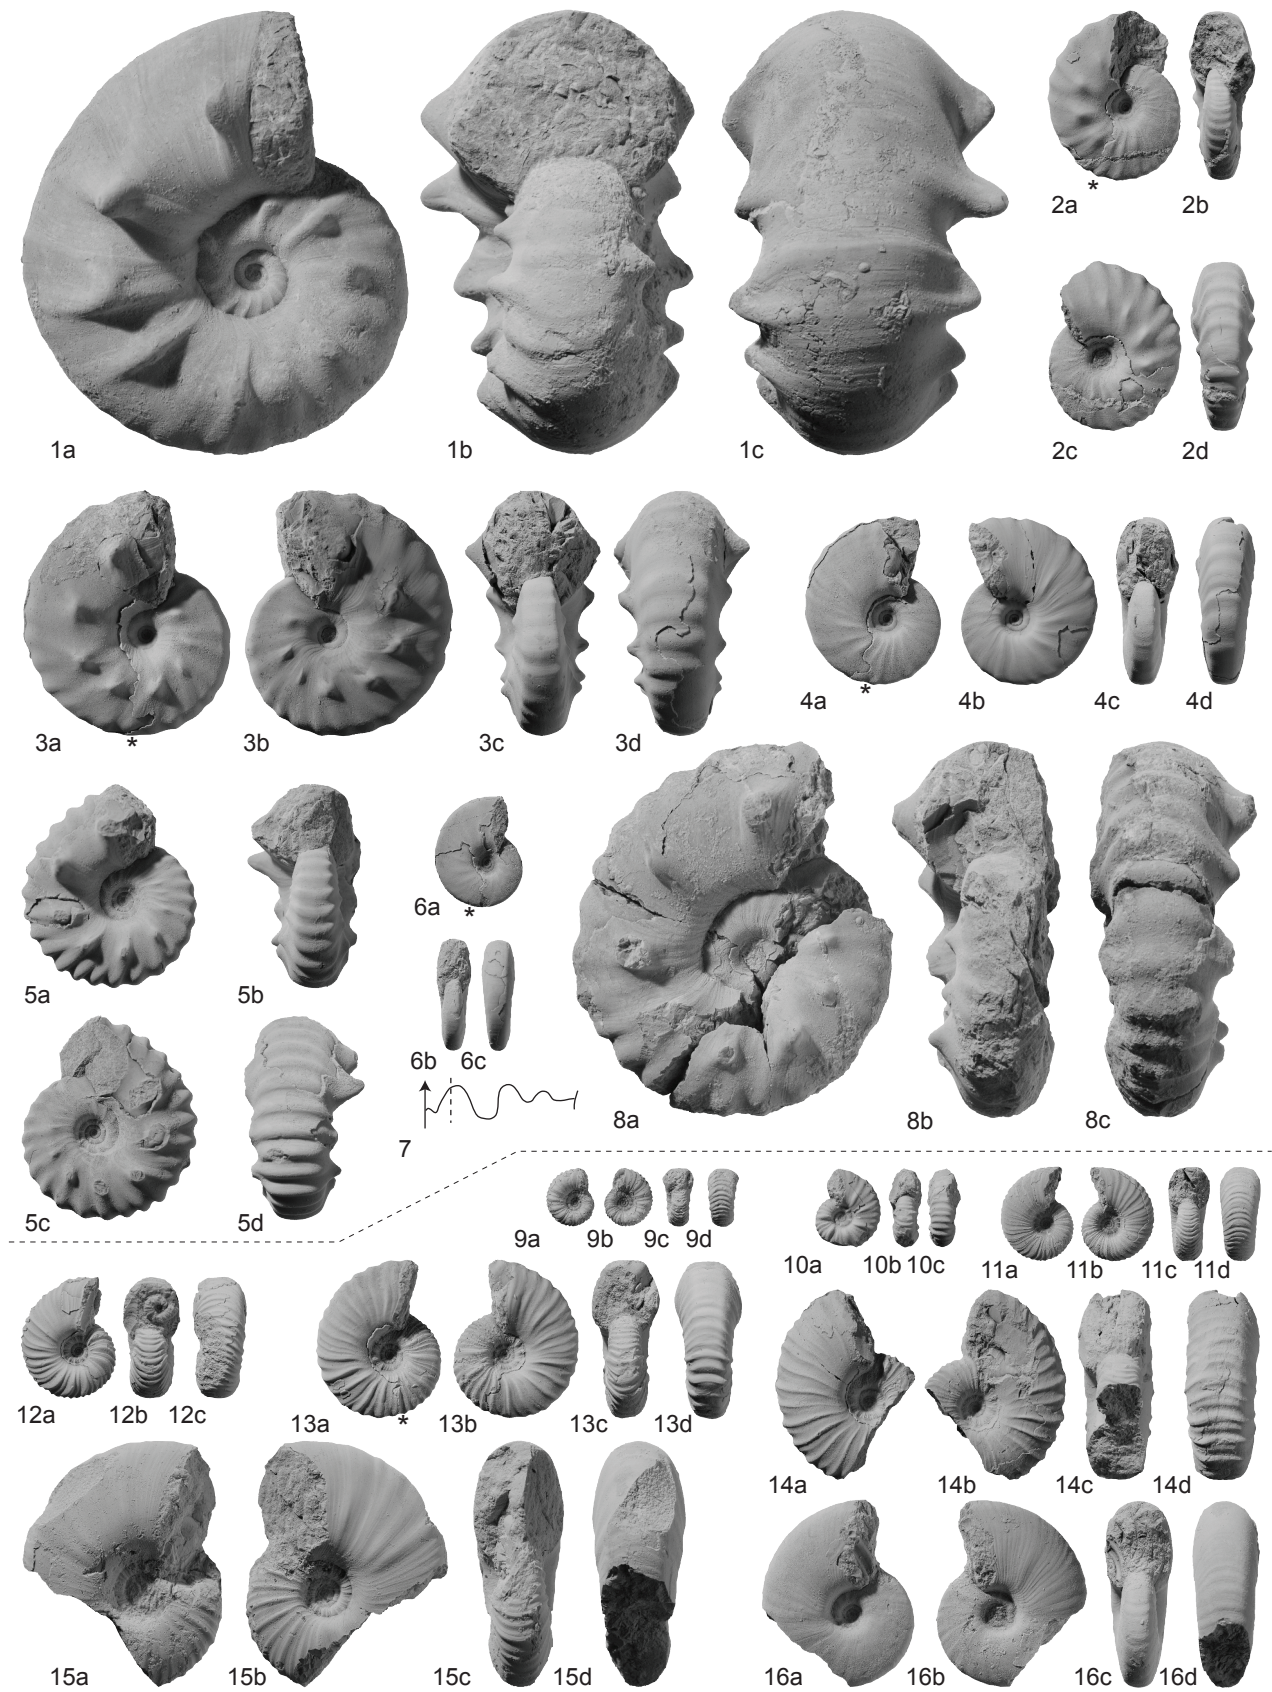 2a 2b
*
1a 1b 1c 2c 2d
3a 3b 3c 3d 4a 4b 4c 4d
* *
5a 5b 6a
*
6b 6c
7 8a 8b 8c
5c 5d
9a 9b 9c 9d 10a 10b 10c 11a 11b 11c 11d
12a 12b 12c 13a 13b 13c 13d
*
14a 14b 14c 14d
15a 15b 15c 15d 16a 16b 16c 16d